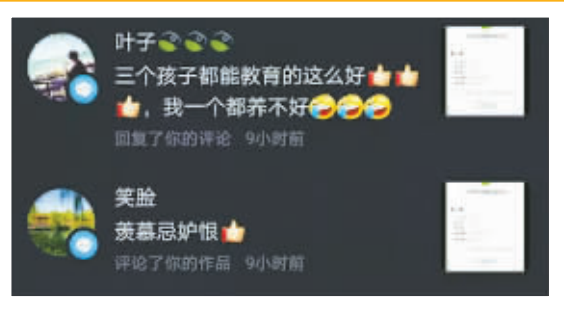 叶子🍃🍃🍃
三个孩子都能教育的这么好👍👍
👍，我一个都养不好🤣🤣🤣
回复了你的评论 9小时前
笑脸
羡慕忌妒恨👍
评论了你的作品 9小时前